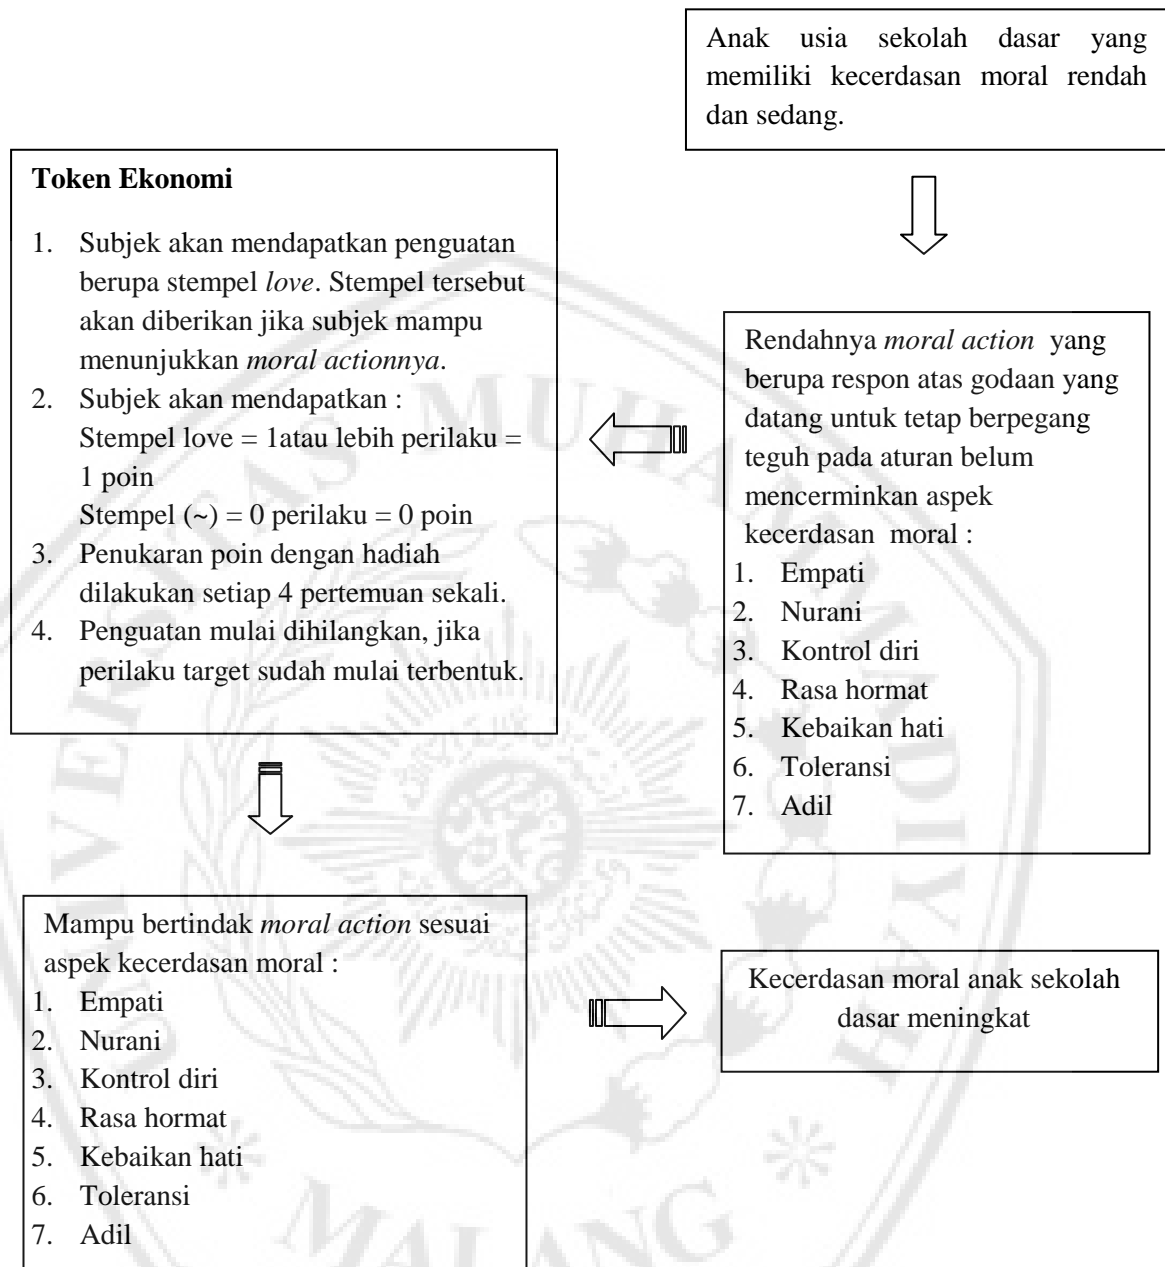 Anak usia sekolah dasar yang
memiliki kecerdasan moral rendah
dan sedang.
Token Ekonomi
1. Subjek akan mendapatkan penguatan
berupa stempel love. Stempel tersebut
akan diberikan jika subjek mampu
menunjukkan moral actionnya.
2. Subjek akan mendapatkan :
Stempel love = 1atau lebih perilaku =
1 poin
Stempel (~) = 0 perilaku = 0 poin
3. Penukaran poin dengan hadiah
dilakukan setiap 4 pertemuan sekali.
4. Penguatan mulai dihilangkan, jika
perilaku target sudah mulai terbentuk.
Rendahnya moral action yang
berupa respon atas godaan yang
datang untuk tetap berpegang
teguh pada aturan belum
mencerminkan aspek
kecerdasan moral :
1. Empati
2. Nurani
3. Kontrol diri
4. Rasa hormat
5. Kebaikan hati
6. Toleransi
7. Adil
Mampu bertindak moral action sesuai
aspek kecerdasan moral :
1. Empati
2. Nurani
3. Kontrol diri
4. Rasa hormat
5. Kebaikan hati
6. Toleransi
7. Adil
Kecerdasan moral anak sekolah
dasar meningkat
UNIVERSITAS MUHAMMADIYAH
MALANG